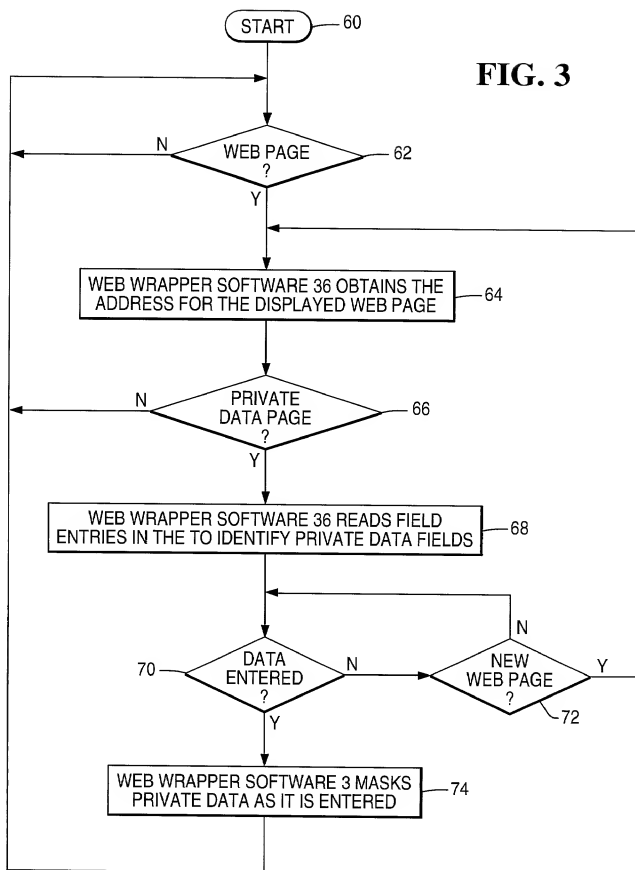 START
60
FIG. 3
N
WEB PAGE
?
62
Y
WEB WRAPPER SOFTWARE 36 OBTAINS THE
ADDRESS FOR THE DISPLAYED WEB PAGE
64
N
PRIVATE
DATA PAGE
?
66
Y
WEB WRAPPER SOFTWARE 36 READS FIELD
ENTRIES IN THE TO IDENTIFY PRIVATE DATA FIELDS
68
N
70
DATA
ENTERED
?
N
NEW
WEB PAGE
?
Y
72
Y
WEB WRAPPER SOFTWARE 3 MASKS
PRIVATE DATA AS IT IS ENTERED
74